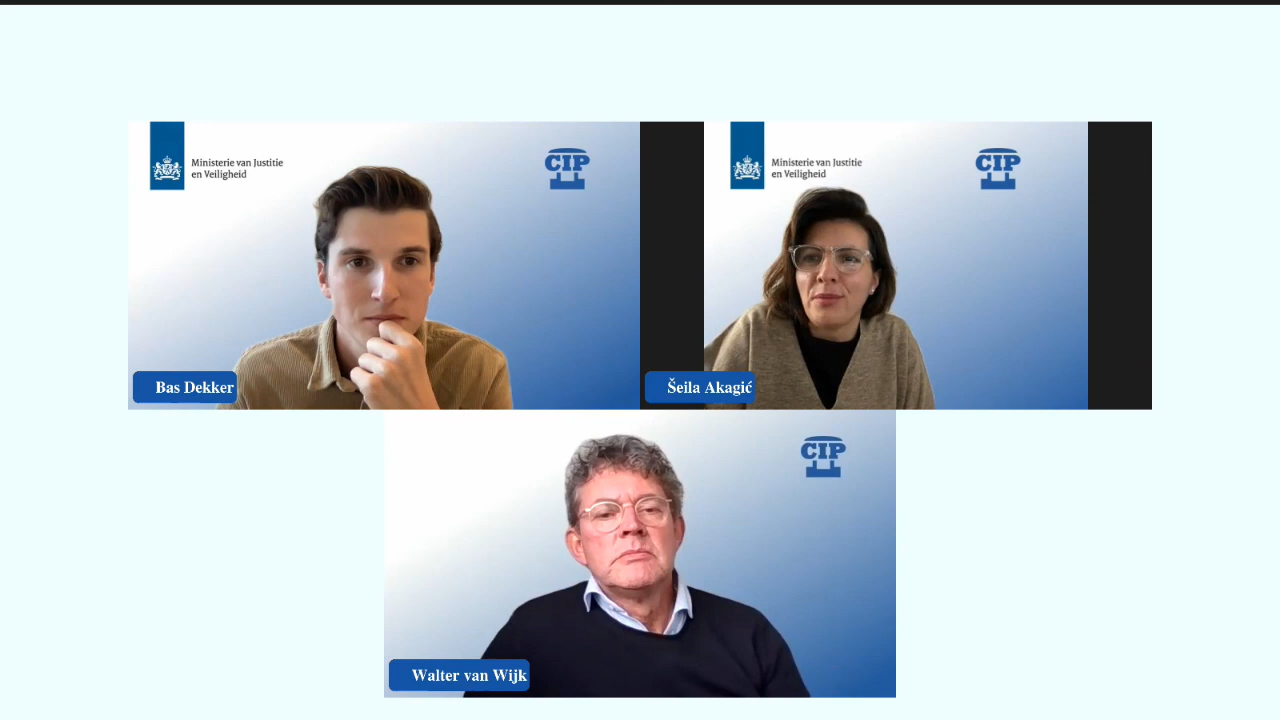 Ministerie van Justitie
en Veiligheid
CIP
Bas Dekker
Ministerie van Justitie
en Veiligheid
CIP
Šeila Akagić
CIP
Walter van Wijk